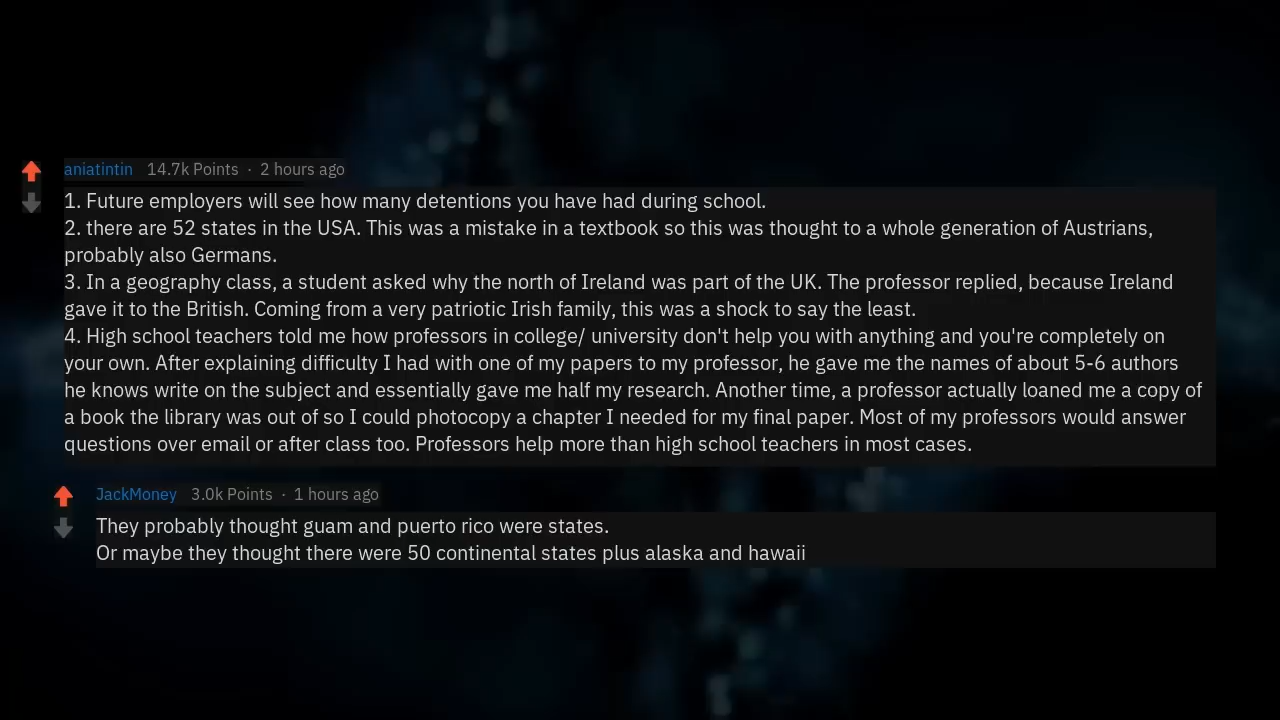 aniatintin 14.7k Points · 2 hours ago
1. Future employers will see how many detentions you have had during school.
2. there are 52 states in the USA. This was a mistake in a textbook so this was thought to a whole generation of Austrians,
probably also Germans.
3. In a geography class, a student asked why the north of Ireland was part of the UK. The professor replied, because Ireland
gave it to the British. Coming from a very patriotic Irish family, this was a shock to say the least.
4. High school teachers told me how professors in college/ university don't help you with anything and you're completely on
your own. After explaining difficulty I had with one of my papers to my professor, he gave me the names of about 5-6 authors
he knows write on the subject and essentially gave me half my research. Another time, a professor actually loaned me a copy of
a book the library was out of so I could photocopy a chapter I needed for my final paper. Most of my professors would answer
questions over email or after class too. Professors help more than high school teachers in most cases.
JackMoney 3.0k Points · 1 hours ago
They probably thought guam and puerto rico were states.
Or maybe they thought there were 50 continental states plus alaska and hawaii